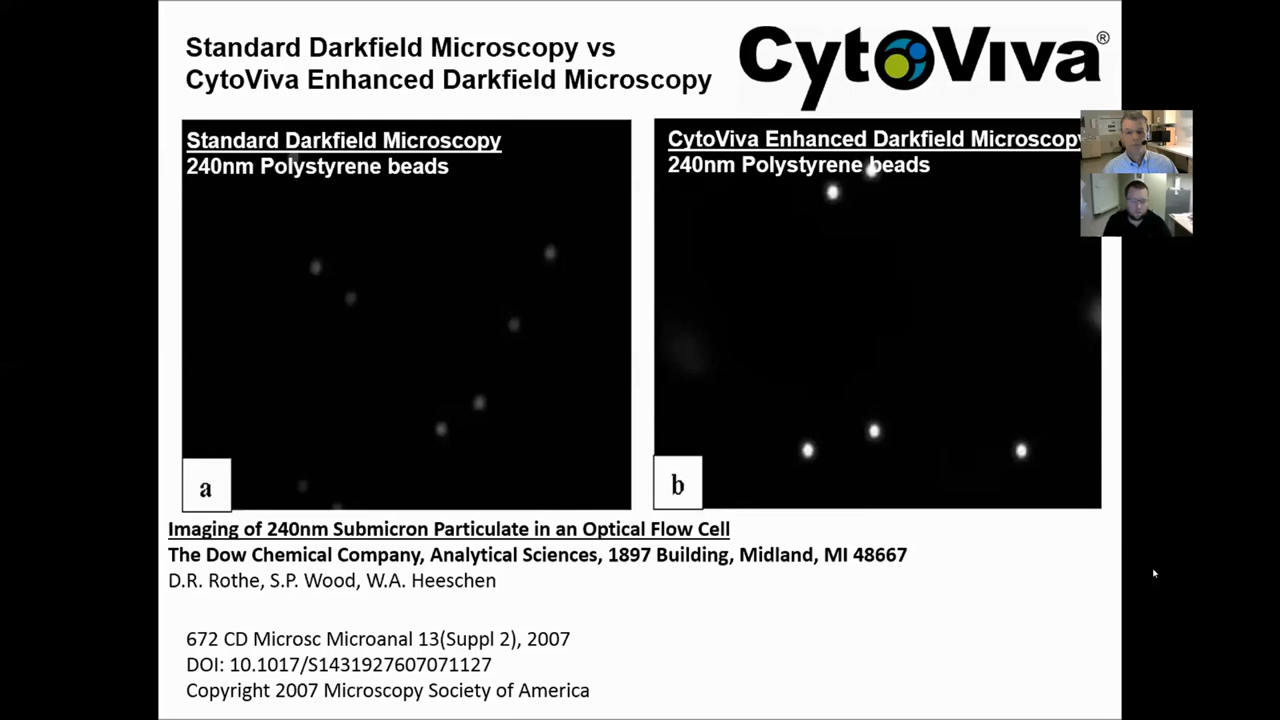 Standard Darkfield Microscopy vs
CytoViva Enhanced Darkfield Microscopy
CytoViva®
Standard Darkfield Microscopy
240nm Polystyrene beads
a
CytoViva Enhanced Darkfield Microscopy
240nm Polystyrene beads
b
Imaging of 240nm Submicron Particulate in an Optical Flow Cell
The Dow Chemical Company, Analytical Sciences, 1897 Building, Midland, MI 48667
D.R. Rothe, S.P. Wood, W.A. Heeschen
672 CD Microsc Microanal 13(Suppl 2), 2007
DOI: 10.1017/S1431927607071127
Copyright 2007 Microscopy Society of America